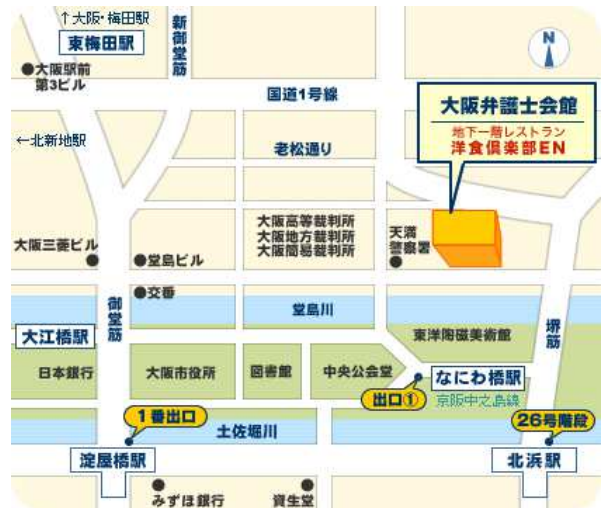 ↑大阪・梅田駅
東梅田駅
新御堂筋
N
●大阪駅前
第3ビル
国道1号線
大阪弁護士会館
地下一階レストラン
洋食倶楽部EN
←北新地駅
老松通り
大阪高等裁判所
大阪地方裁判所
大阪簡易裁判所
天満
警察署
大阪三菱ビル
堂島ビル
交番
御堂筋
堂島川
堺筋
大江橋駅
東洋陶磁美術館
日本銀行
大阪市役所
図書館
中央公会堂
なにわ橋駅
出口①
京阪中之島線
1番出口
土佐堀川
26号階段
淀屋橋駅
北浜駅
みずほ銀行
資生堂